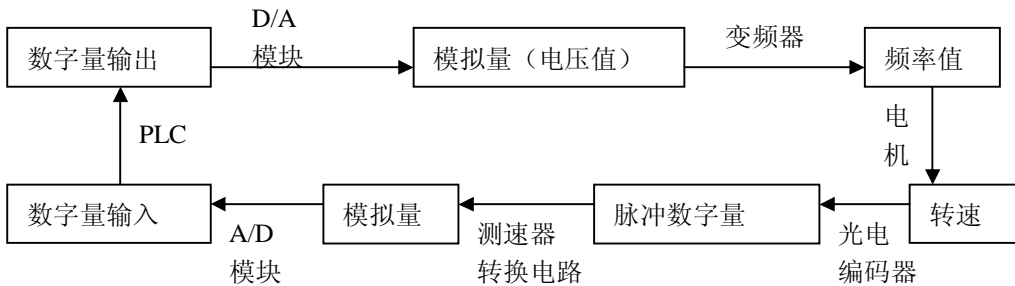 D/A
模块
变频器
数字量输出
模拟量（电压值）
频率值
PLC
电
机
数字量输入
模拟量
脉冲数字量
转速
A/D
模块
测速器
转换电路
光电
编码器